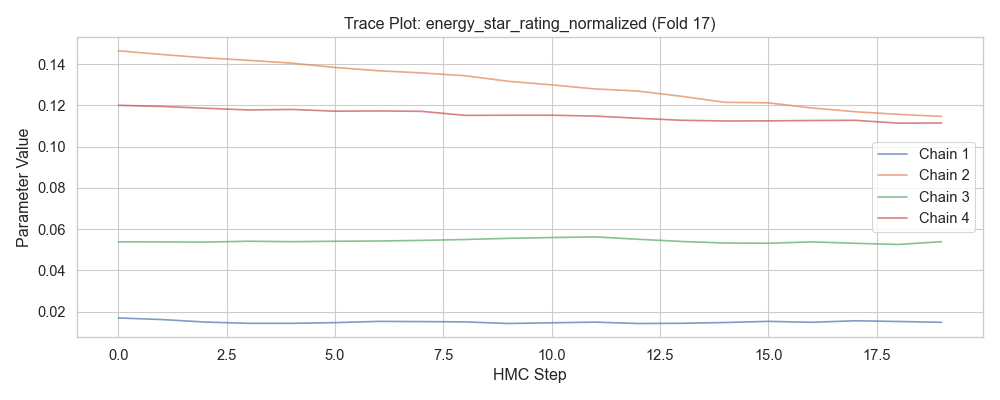 Trace Plot: energy_star_rating_normalized (Fold 17)
Parameter Value
0.14
0.12
0.10
0.08
0.06
0.04
0.02
Chain 1
Chain 2
Chain 3
Chain 4
0.0 2.5 5.0 7.5 10.0 12.5 15.0 17.5
HMC Step